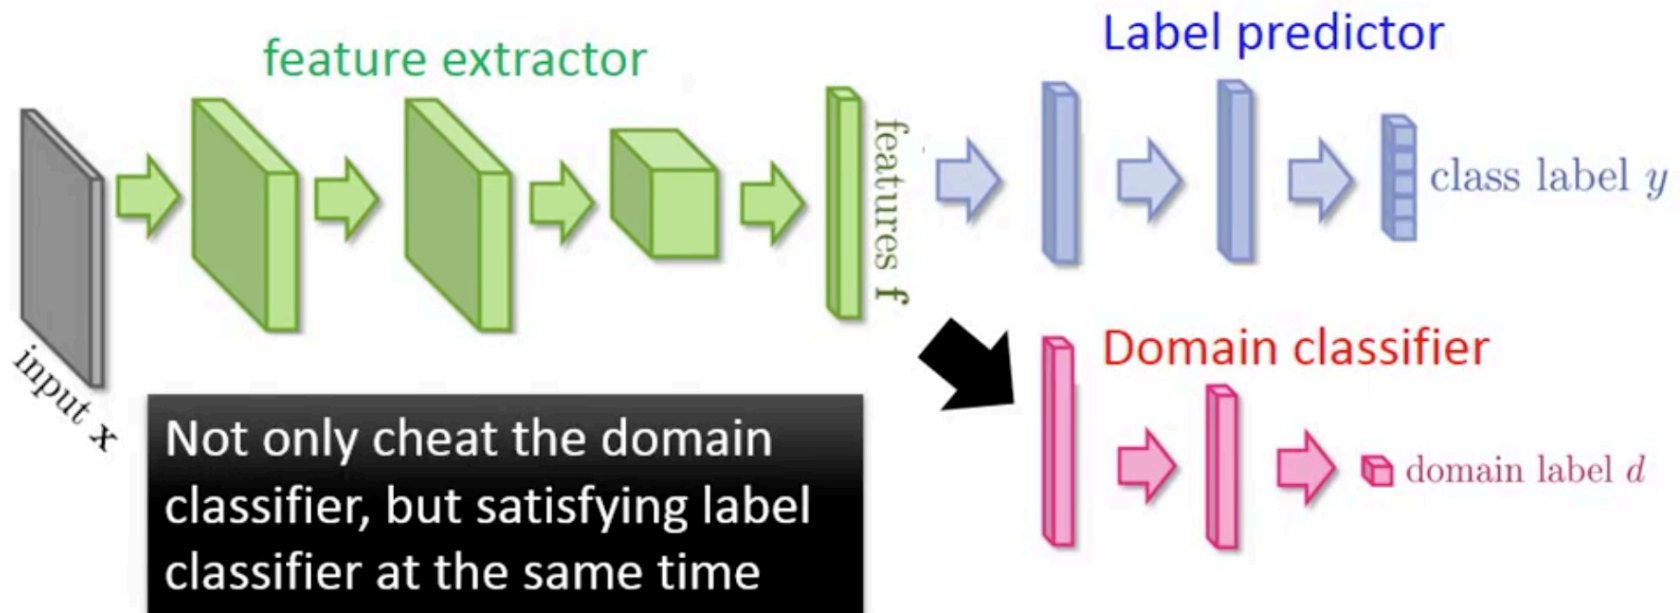 feature extractor
Label predictor
features f
class label y
input x
Domain classifier
domain label d
Not only cheat the domain
classifier, but satisfying label
classifier at the same time